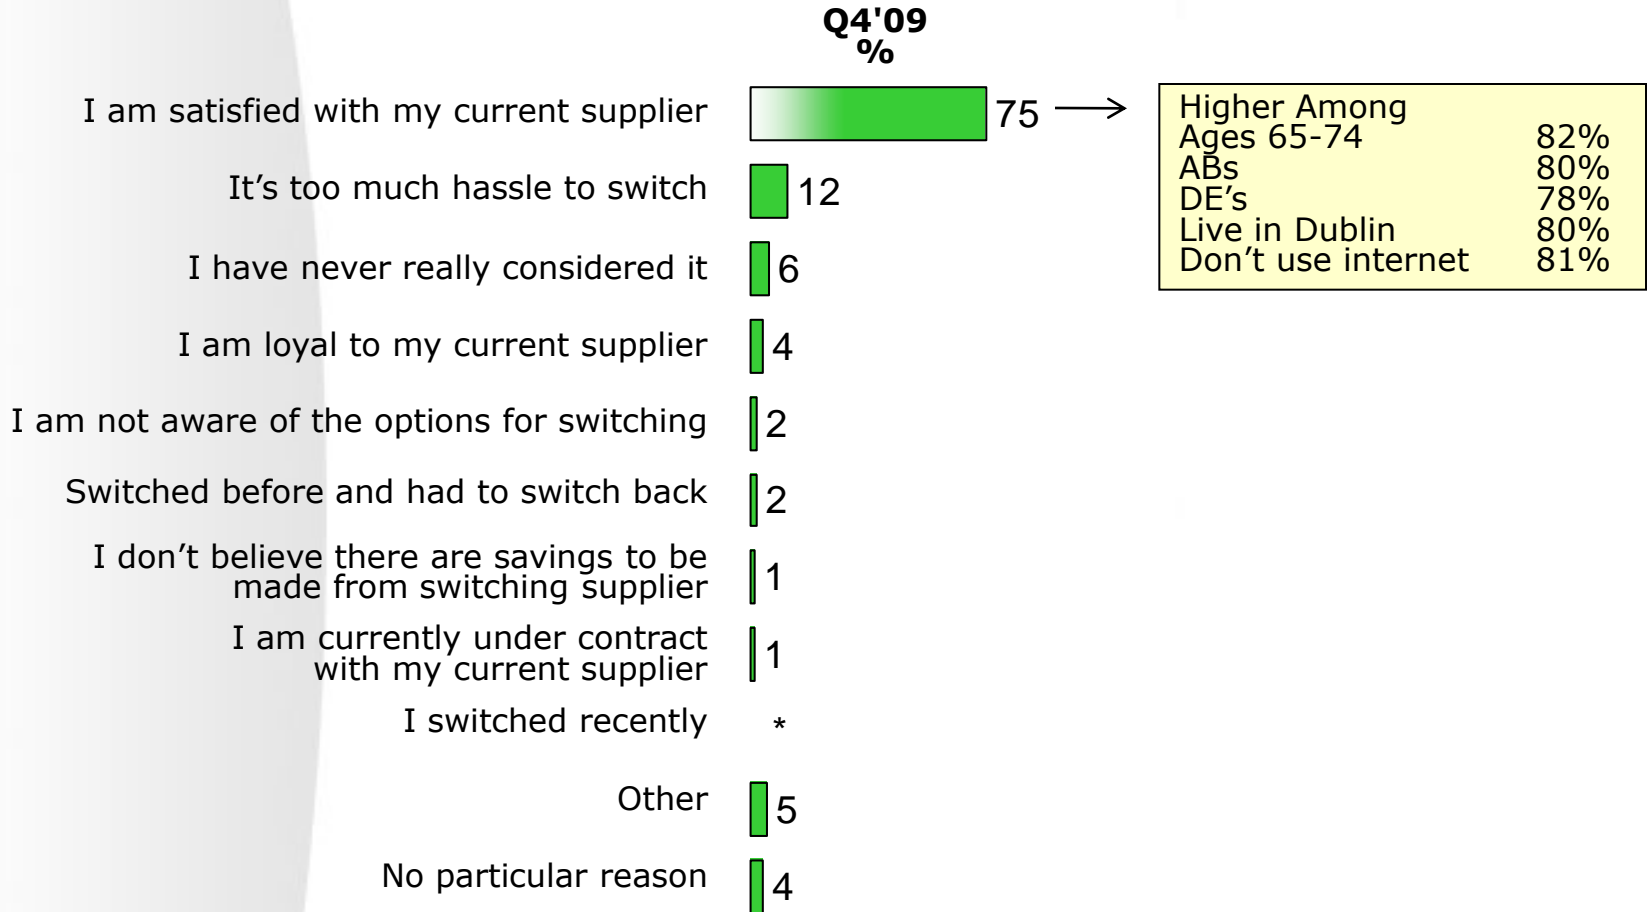 Q4'09
%
I am satisfied with my current supplier 75
Higher Among
Ages 65-74 82%
ABs 80%
DE’s 78%
Live in Dublin 80%
Don’t use internet 81%
It’s too much hassle to switch 12
I have never really considered it 6
I am loyal to my current supplier 4
I am not aware of the options for switching 2
Switched before and had to switch back 2
I don’t believe there are savings to be
made from switching supplier 1
I am currently under contract
with my current supplier 1
I switched recently *
Other 5
No particular reason 4